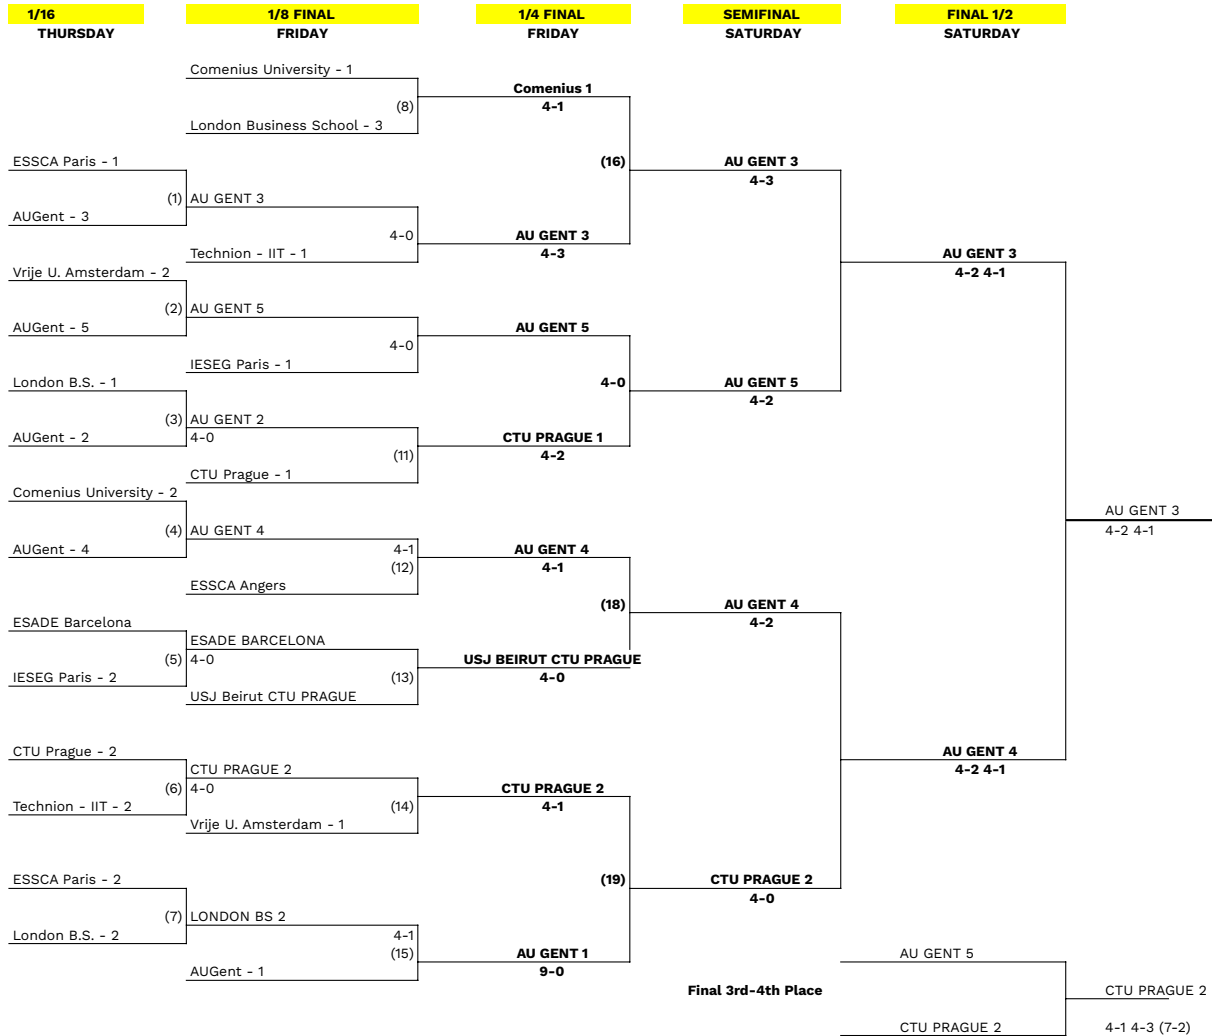 1/16
1/8 FINAL
1/4 FINAL
SEMIFINAL
FINAL 1/2
THURSDAY
FRIDAY
FRIDAY
SATURDAY
SATURDAY
Comenius University - 1
(8)
London Business School - 3
Comenius 1
4-1
ESSCA Paris - 1
(1)
AUGent - 3
AU GENT 3
4-0
Technion - IIT - 1
(16)
AU GENT 3
4-3
AU GENT 3
4-3
Vrije U. Amsterdam - 2
(2)
AUGent - 5
AU GENT 5
4-0
IESEG Paris - 1
AU GENT 5
AU GENT 3
4-2 4-1
London B.S. - 1
(3)
AUGent - 2
AU GENT 2
4-0
(11)
CTU Prague - 1
4-0
CTU PRAGUE 1
4-2
AU GENT 5
4-2
Comenius University - 2
(4)
AUGent - 4
AU GENT 4
4-1
(12)
ESSCA Angers
AU GENT 4
4-1
AU GENT 3
4-2 4-1
ESADE Barcelona
(5)
IESEG Paris - 2
ESADE BARCELONA
4-0
(13)
USJ Beirut CTU PRAGUE
(18)
USJ BEIRUT CTU PRAGUE
4-0
AU GENT 4
4-2
CTU Prague - 2
(6)
Technion - IIT - 2
CTU PRAGUE 2
4-0
(14)
Vrije U. Amsterdam - 1
CTU PRAGUE 2
4-1
AU GENT 4
4-2 4-1
ESSCA Paris - 2
(7)
London B.S. - 2
LONDON BS 2
4-1
(15)
AUGent - 1
(19)
AU GENT 1
9-0
CTU PRAGUE 2
4-0
Final 3rd-4th Place
AU GENT 5
CTU PRAGUE 2
CTU PRAGUE 2
4-1 4-3 (7-2)